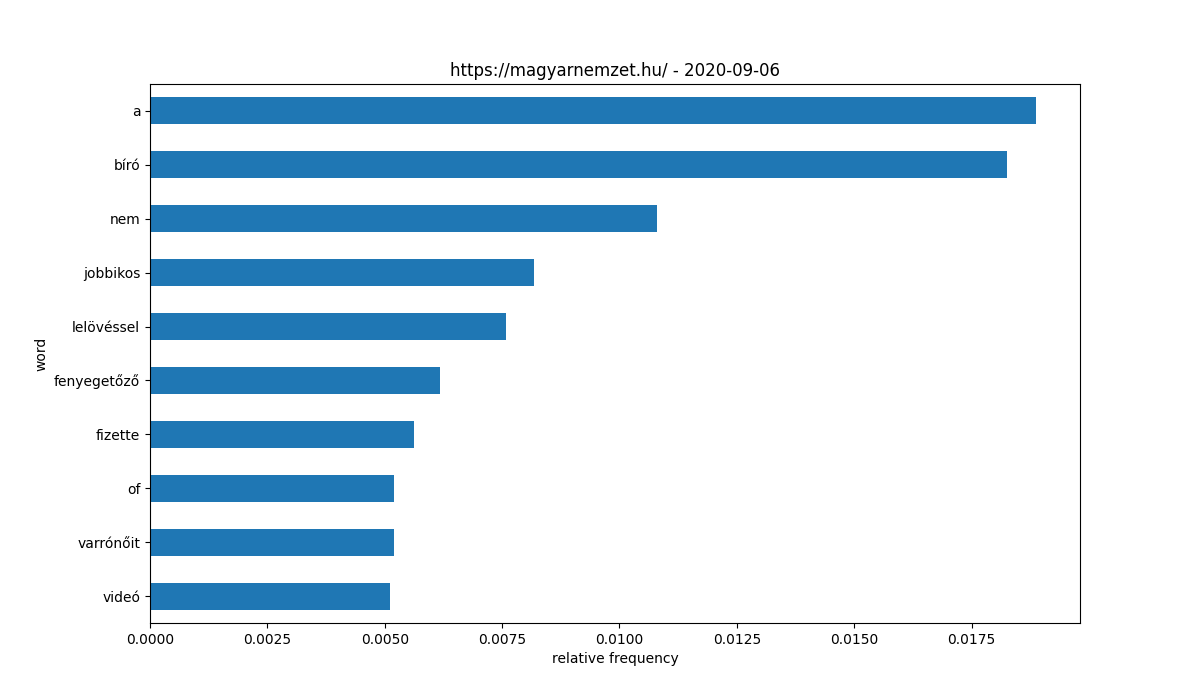 https://magyarnemzet.hu/ - 2020-09-06
a
bíró
nem
jobbikos
lelövéssel
fenyegetőző
fizette
of
varrónőit
videó
word
0.0000 0.0025 0.0050 0.0075 0.0100 0.0125 0.0150 0.0175
relative frequency